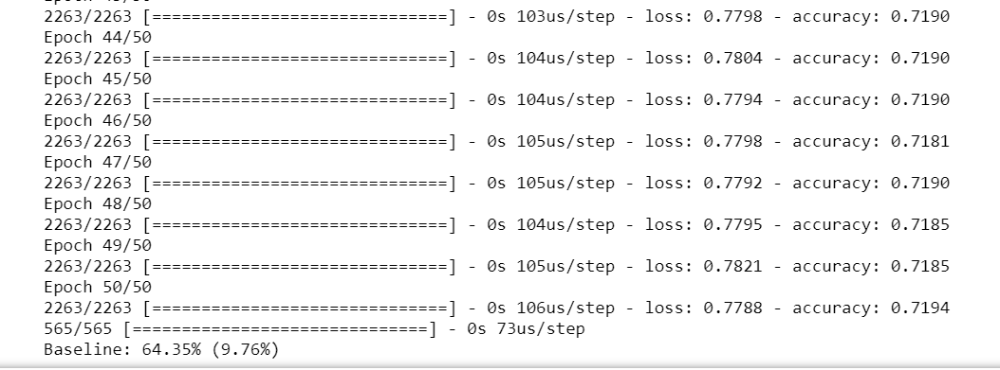 2263/2263 [==============================] - 0s 103us/step - loss: 0.7798 - accuracy: 0.7190
Epoch 44/50
2263/2263 [==============================] - 0s 104us/step - loss: 0.7804 - accuracy: 0.7190
Epoch 45/50
2263/2263 [==============================] - 0s 104us/step - loss: 0.7794 - accuracy: 0.7190
Epoch 46/50
2263/2263 [==============================] - 0s 105us/step - loss: 0.7798 - accuracy: 0.7181
Epoch 47/50
2263/2263 [==============================] - 0s 105us/step - loss: 0.7792 - accuracy: 0.7190
Epoch 48/50
2263/2263 [==============================] - 0s 104us/step - loss: 0.7795 - accuracy: 0.7185
Epoch 49/50
2263/2263 [==============================] - 0s 105us/step - loss: 0.7821 - accuracy: 0.7185
Epoch 50/50
2263/2263 [==============================] - 0s 106us/step - loss: 0.7788 - accuracy: 0.7194
565/565 [==============================] - 0s 73us/step
Baseline: 64.35% (9.76%)